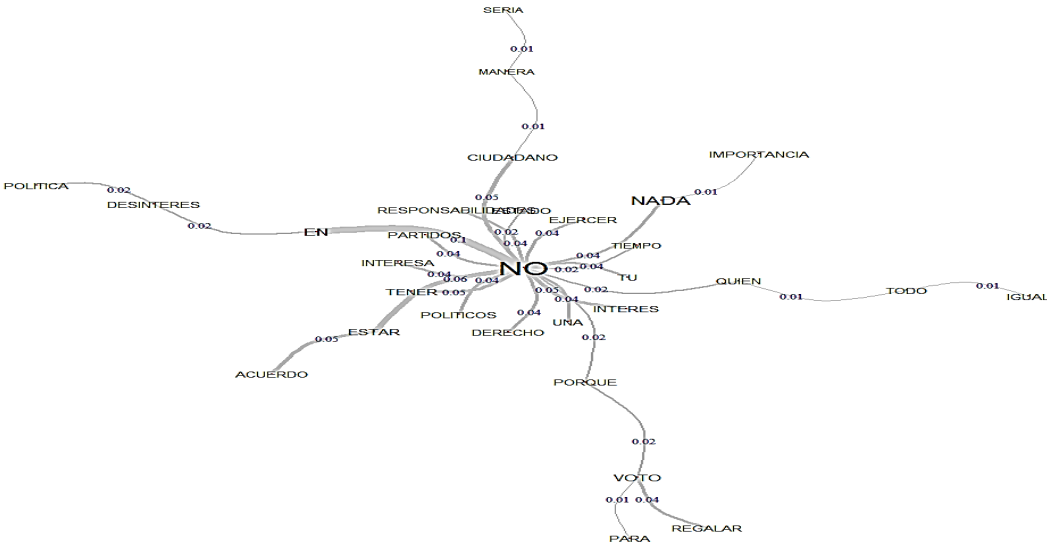 SERIA
0.01
MANERA
0.01
CIUDADANO
IMPORTANCIA
POLITICA
0.02
0.01
0.05
NADA
DESINTERES
RESPONSABILIDADES
ESTADO
EJERCER
0.02
EN
PARTIDOS
0.1
0.02
0.04
0.04
TIEMPO
0.04
0.04
INTERESA
NO
0.02
0.04
0.04
0.06
0.04
TU
QUIEN
TENER
0.05
0.05
0.02
0.04
TODO
0.01
0.01
IGUAL
POLITICOS
0.04
UNA
INTERES
ESTAR
DERECHO
0.05
0.02
ACUERDO
PORQUE
0.02
VOTO
0.01
0.04
REGALAR
PARA